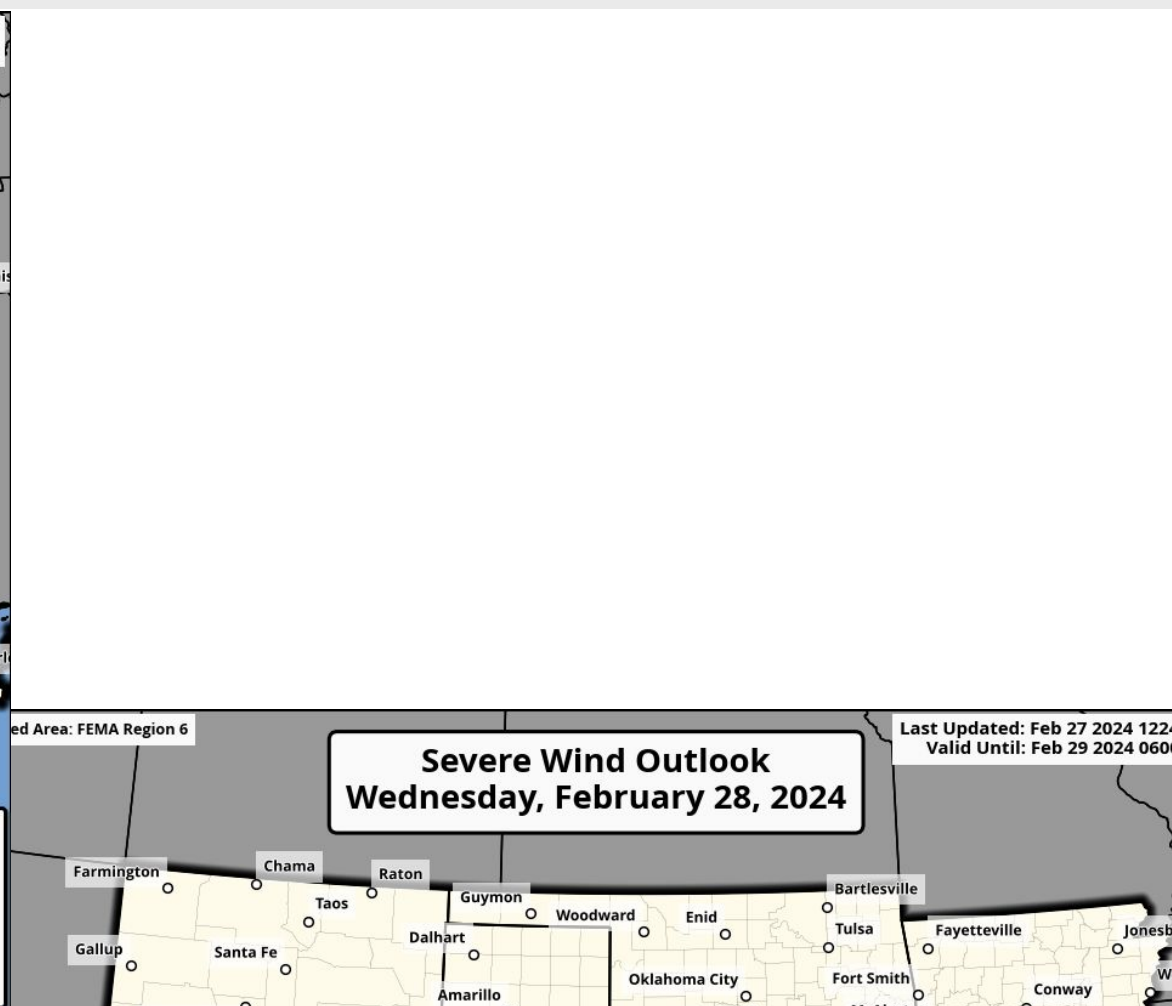 ed Area: FEMA Region 6
Severe Wind Outlook
Wednesday, February 28, 2024
Last Updated: Feb 27 2024 1224
Valid Until: Feb 29 2024 060
Farmington
Chama
Raton
Taos
Guymon
Woodward
Enid
Bartlesville
Tulsa
Fayetteville
Jonesb
Gallup
Santa Fe
Dalhart
Oklahoma City
Fort Smith
Amarillo
Conway